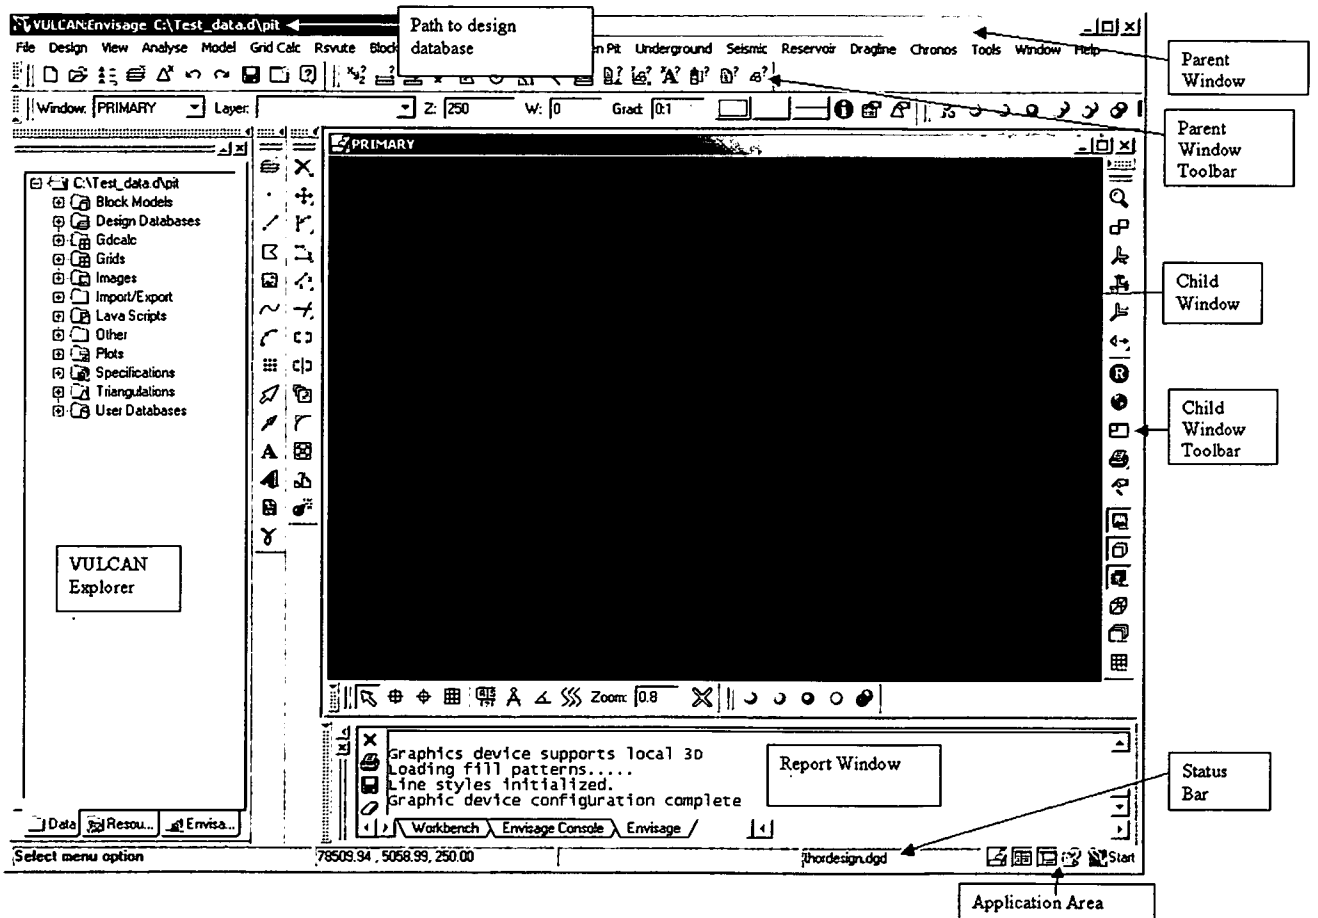 VULCAN:Envisage C:\Test_data.d\pit
Path to design
database
File Design View Analyse Model Grid Calc Rsvute Block en Pit Underground Seismic Reservoir Dragline Chronos Tools Window Help
Parent
Window
Window: PRIMARY Layer: Z: 250 W: 0 Grad: 0:1
Parent
Window
Toolbar
PRIMARY
C:\Test_data.d\pit
Block Models
Design Databases
Gdcalc
Grids
Images
Import/Export
Lava Scripts
Other
Plots
Specifications
Triangulations
User Databases
Child
Window
Child
Window
Toolbar
VULCAN
Explorer
Zoom: 0.8
Graphics device supports local 3D
Loading fill patterns.....
Line styles initialized.
Graphic device configuration complete
Report Window
Status
Bar
Data Resou... Envisa...
Workbench Envisage Console Envisage
Select menu option
78509.94 , 5058.99, 250.00
thordesign.dgd
Start
Application Area